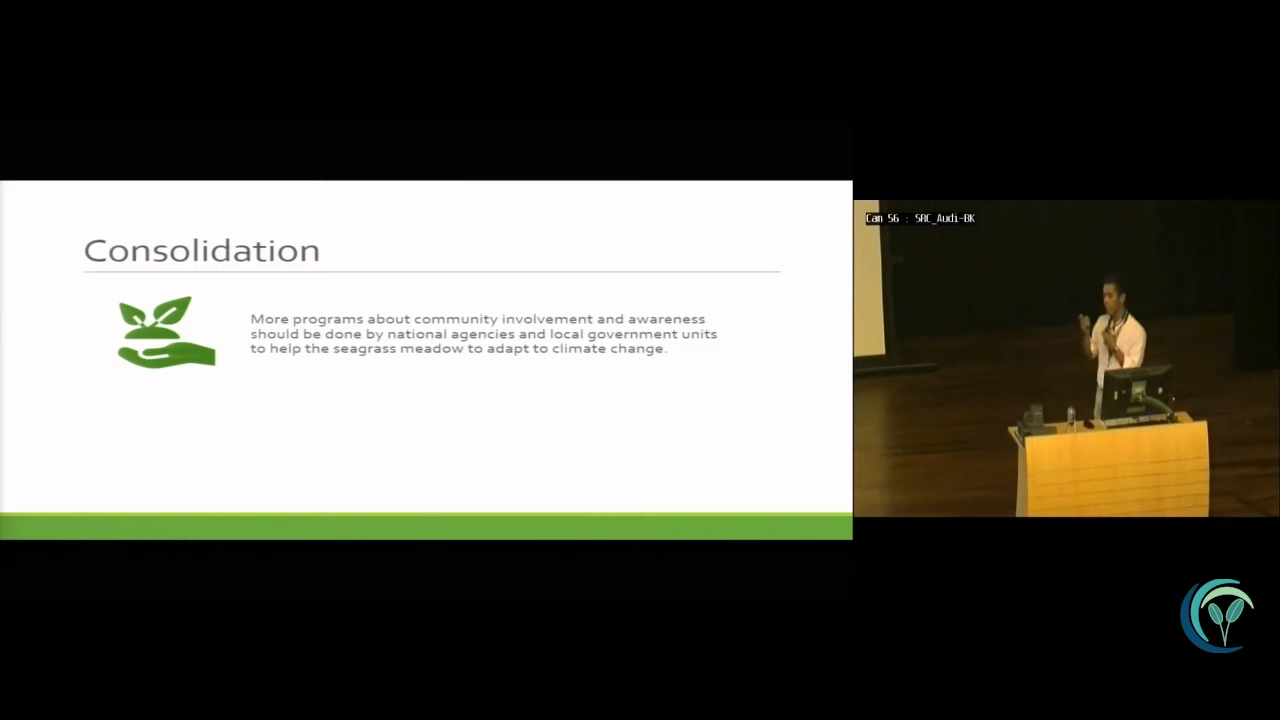 Consolidation
More programs about community involvement and awareness
should be done by national agencies and local government units
to help the seagrass meadow to adapt to climate change.
Cam 56 : SRC_Audi-BK